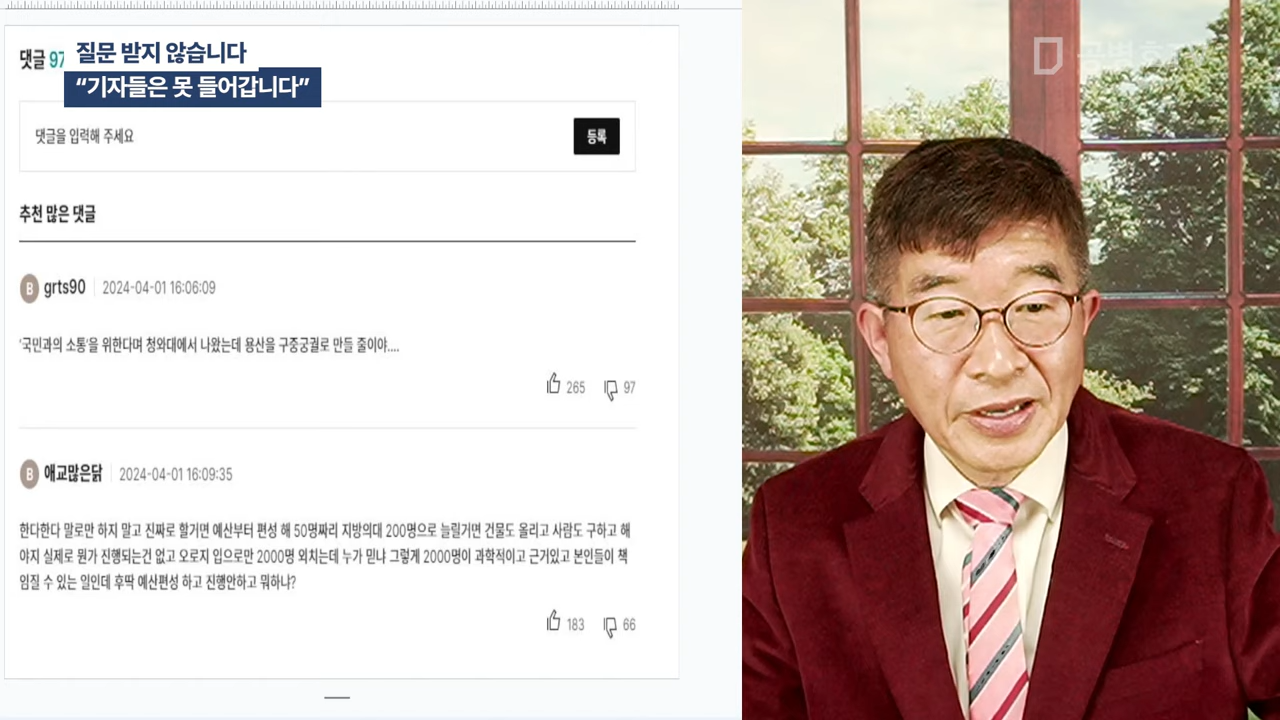 댓글 97
질문 받지 않습니다
“기자들은 못 들어갑니다”
댓글을 입력해 주세요
등록
추천 많은 댓글
B grts90 2024-04-01 16:06:09
'국민과의 소통'을 위한다며 청와대에서 나왔는데 용산을 구중궁궐로 만들 줄이야....
265 97
B 애교많은닭 2024-04-01 16:09:35
한다한다 말로만 하지 말고 진짜로 할거면 예산부터 편성 해 50명짜리 지방의대 200명으로 늘릴거면 건물도 올리고 사람도 구하고 해
야지 실제로 뭔가 진행되는건 없고 오로지 입으로만 2000명 외치는데 누가 믿냐 그렇게 2000명이 과학적이고 근거있고 본인들이 책
임질 수 있는 일인데 후딱 예산편성 하고 진행안하고 뭐하냐?
183 66